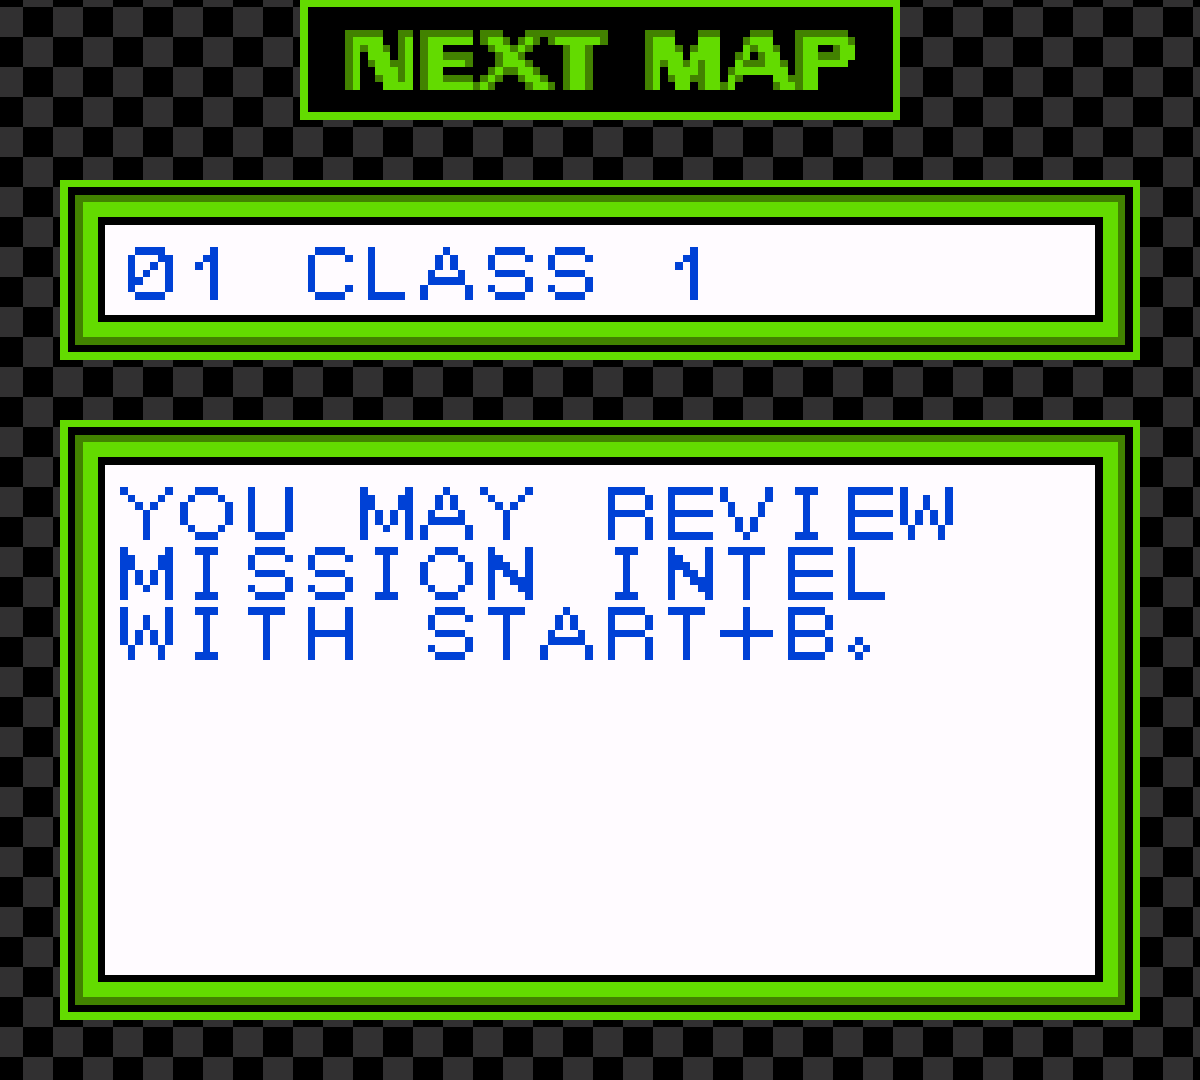 NEXT MAP
01 CLASS 1
YOU MAY REVIEW
MISSION INTEL
WITH START+B.